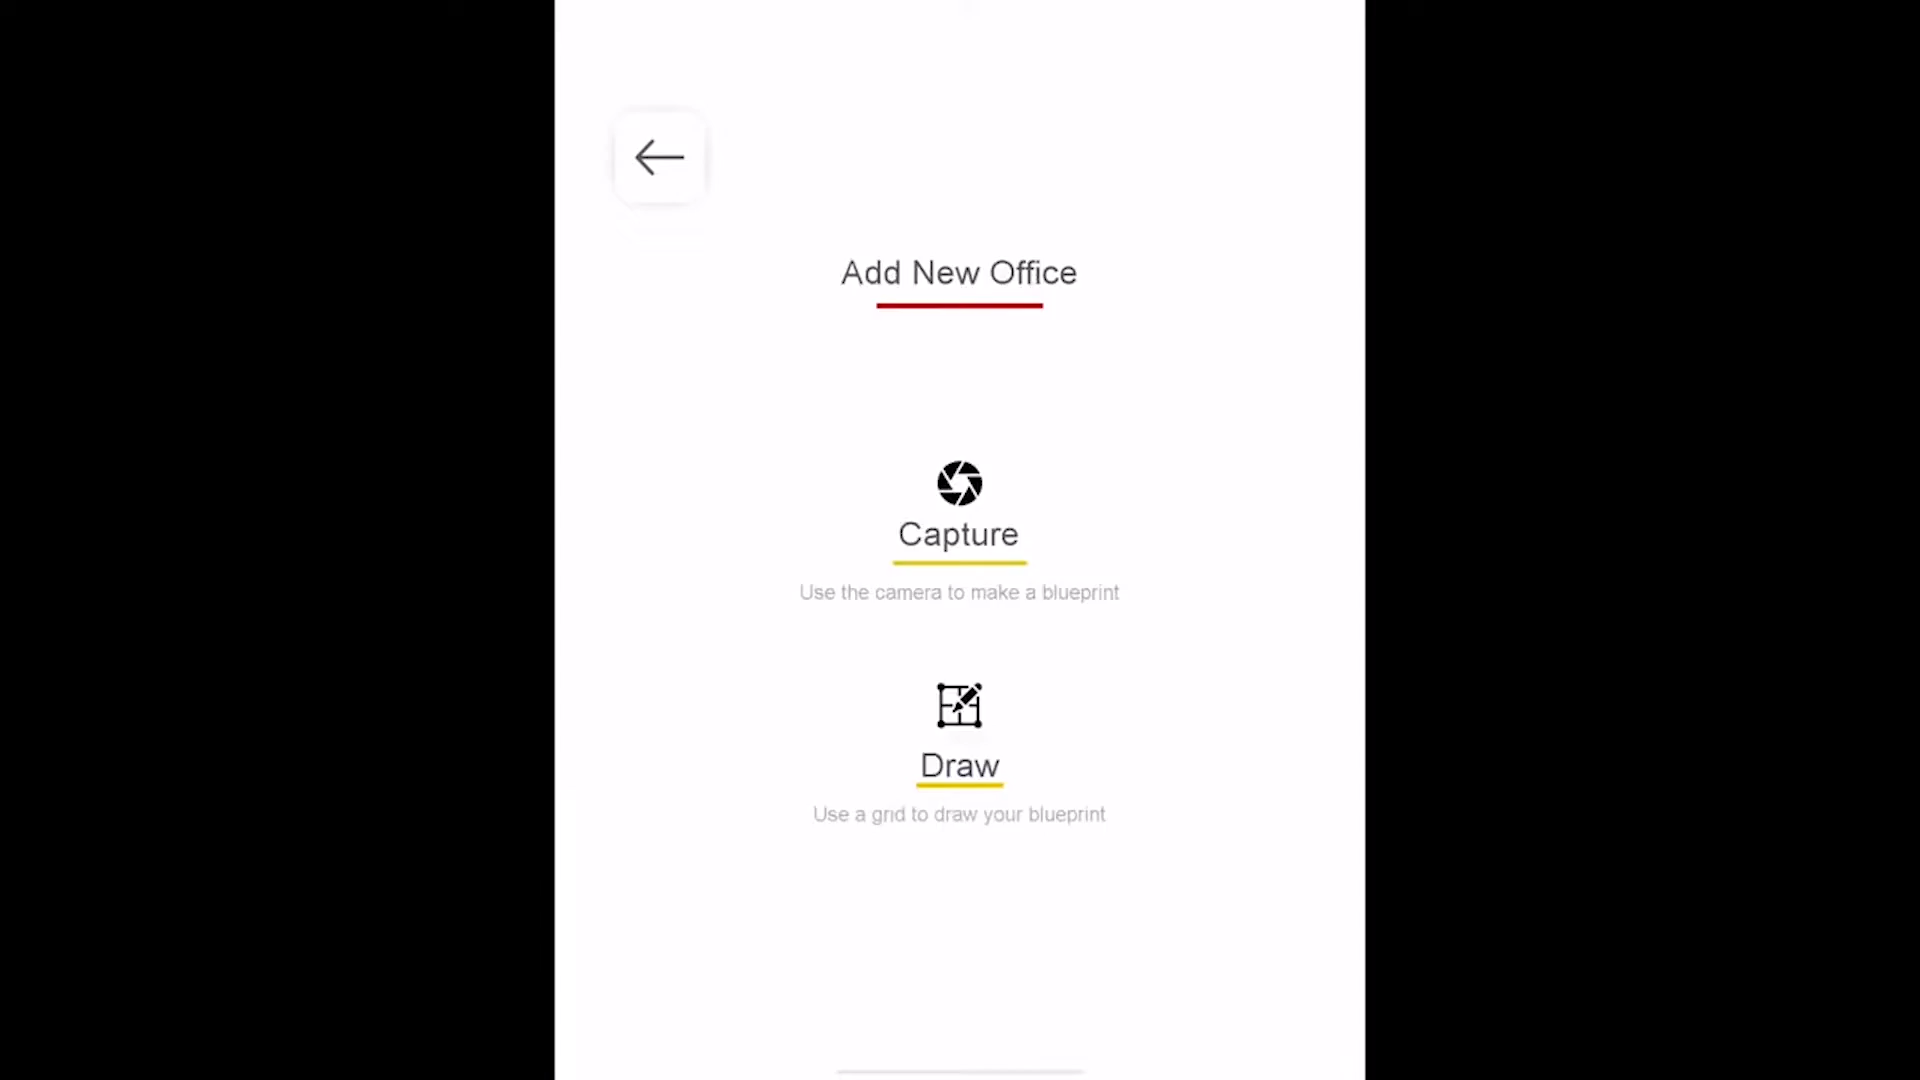 Add New Office
Capture
Use the camera to make a blueprint
Draw
Use a grid to draw your blueprint